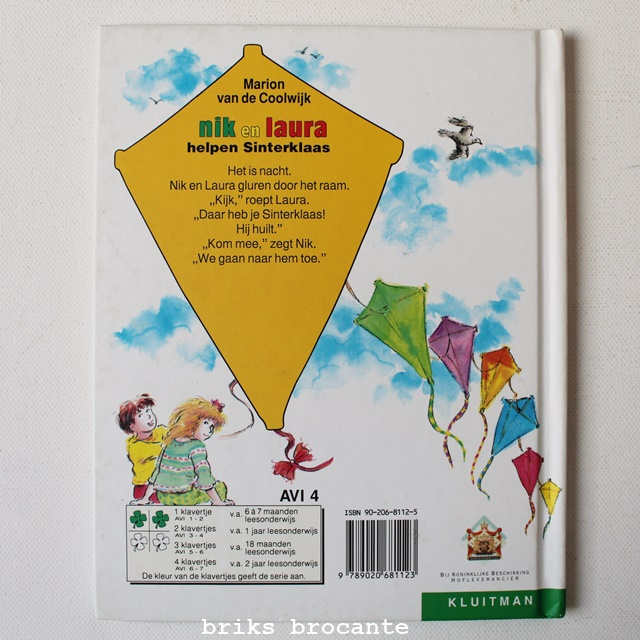 Marion
van de Coolwijk
nik en laura
helpen Sinterklaas
Het is nacht.
Nik en Laura gluren door het raam.
„Kijk,” roept Laura.
„Daar heb je Sinterklaas!
Hij huilt.”
„Kom mee,” zegt Nik.
„We gaan naar hem toe.”
AVI 4
1 klavertje v.a. 6 à 7 maanden
AVI 1 - 2 leesonderwijs
2 klavertjes v.a. 1 jaar leesonderwijs
AVI 3 - 4
3 klavertjes v.a. 18 maanden
AVI 5 - 6 leesonderwijs
4 klavertjes v.a. 2 jaar leesonderwijs
AVI 6 - 7
De kleur van de klavertjes geeft de serie aan.
ISBN 90-206-8112-5
9 789020 681123
BIJ KONINKLIJKE BESCHIKKING
HOFLEVERANCIER
KLUITMAN
briks brocante